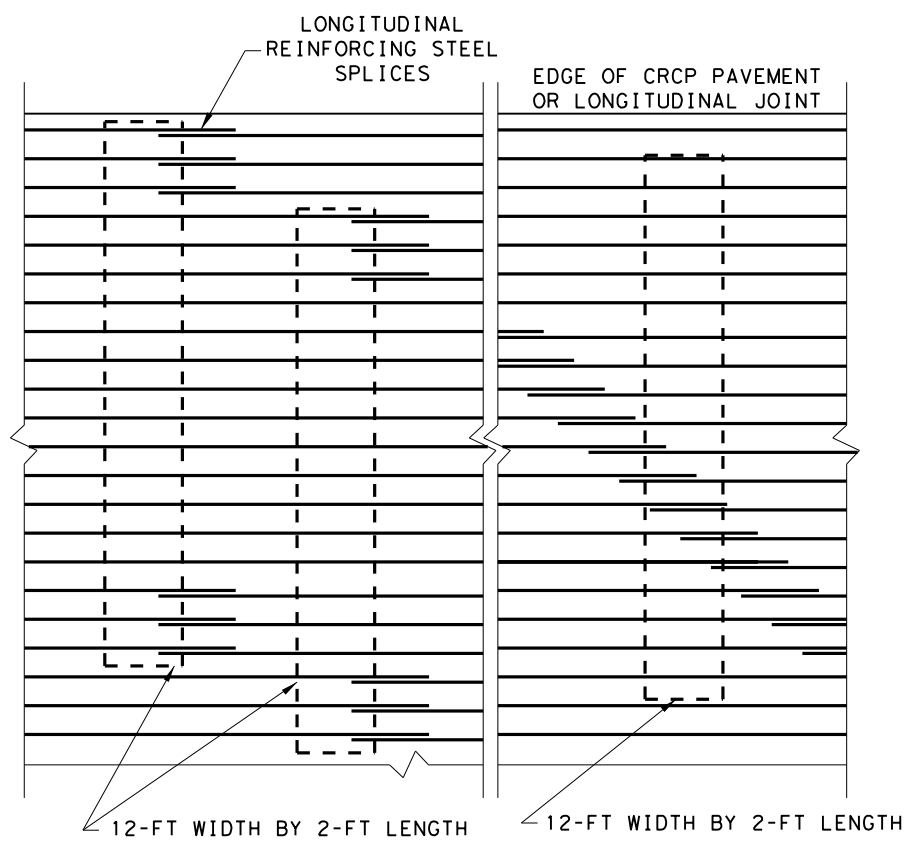 LONGITUDINAL
REINFORCING STEEL
SPLICES
EDGE OF CRCP PAVEMENT
OR LONGITUDINAL JOINT
12-FT WIDTH BY 2-FT LENGTH
12-FT WIDTH BY 2-FT LENGTH